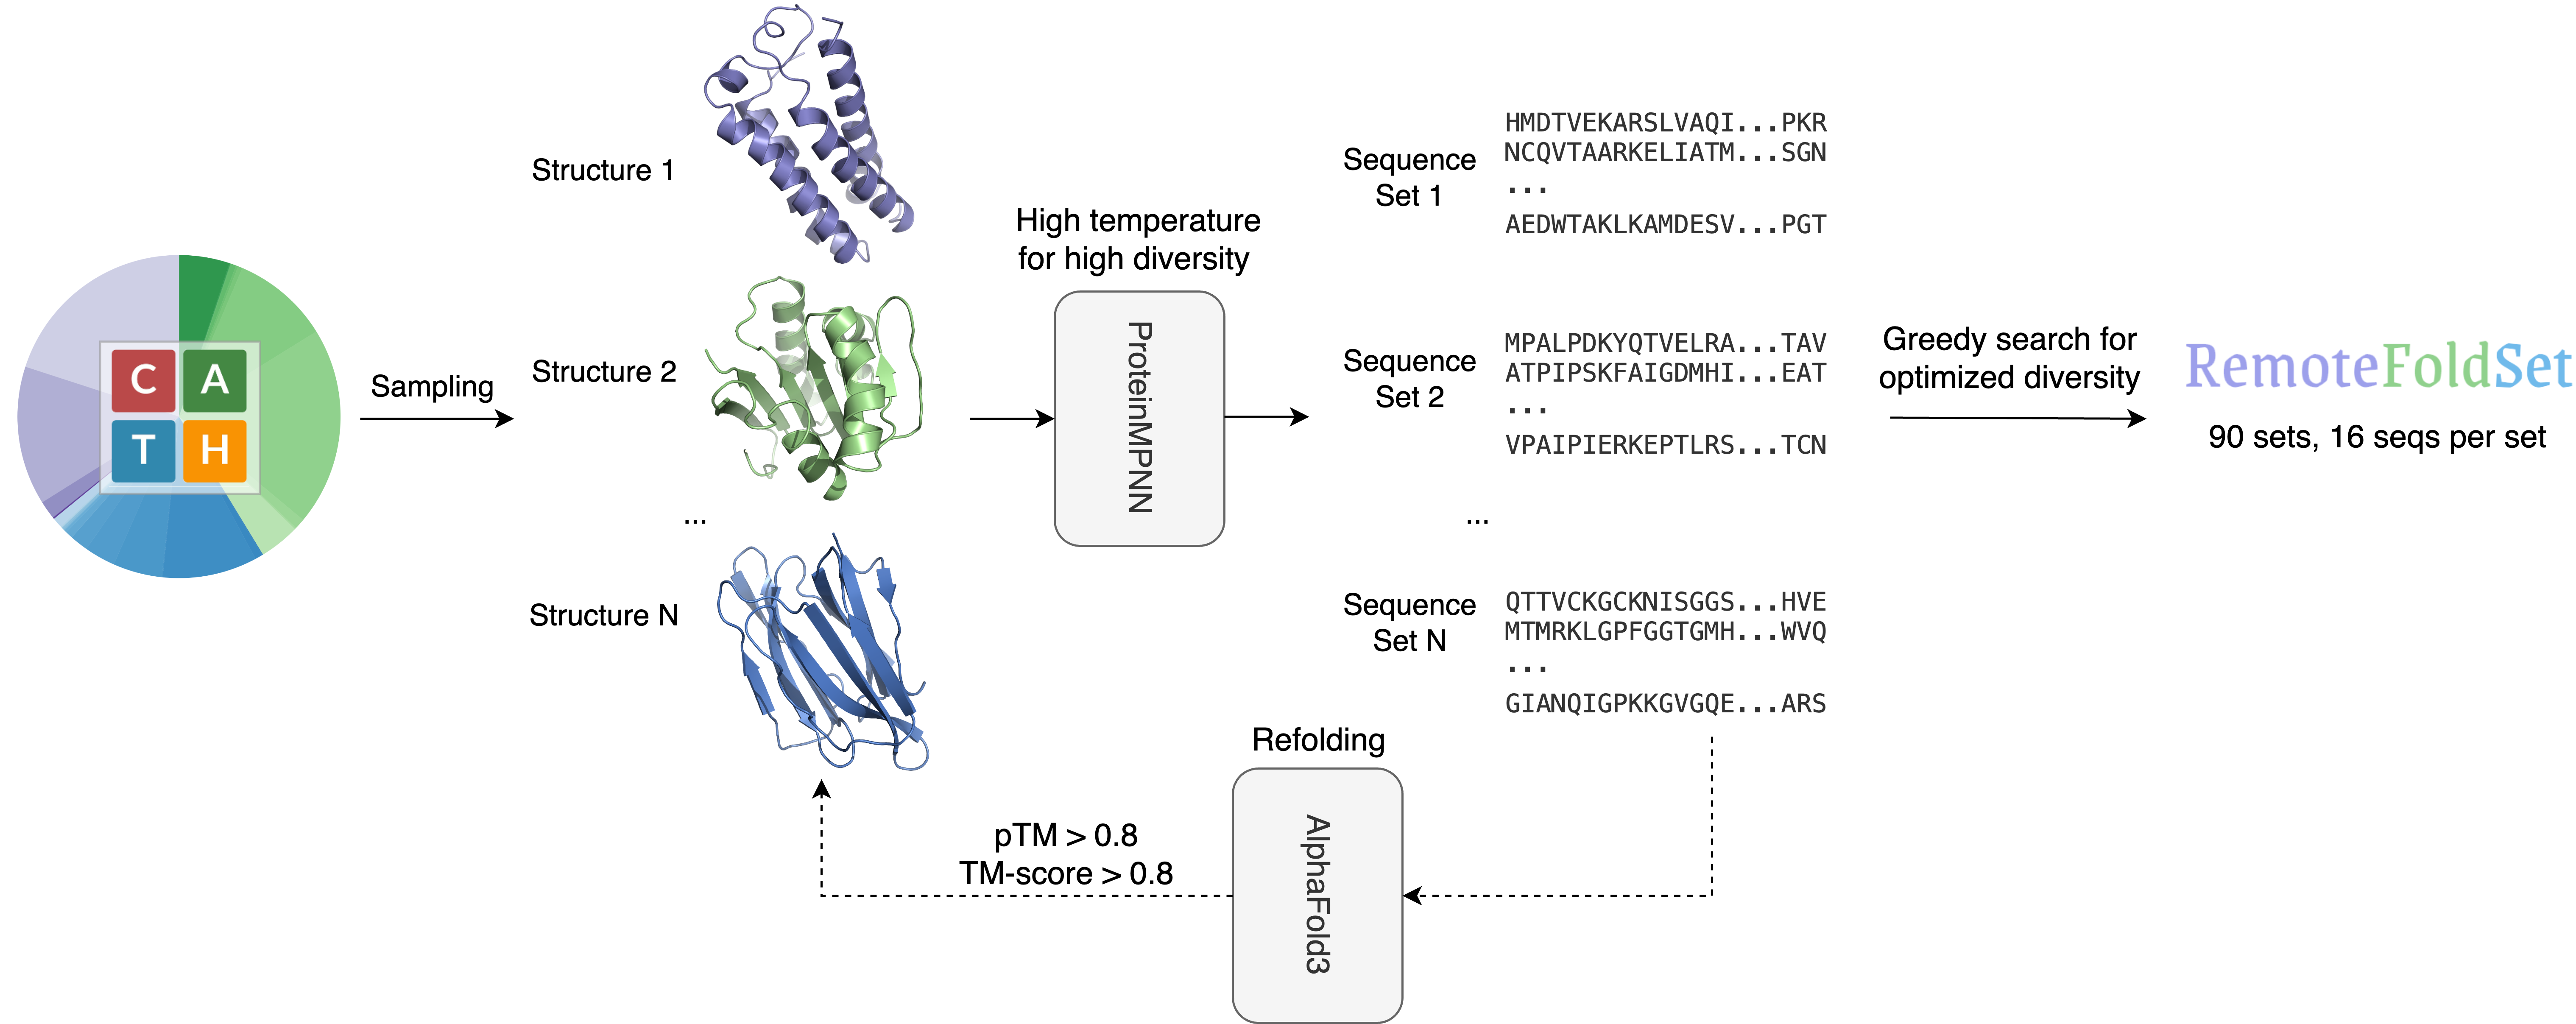 C A
T H
Sampling
Structure 1
Structure 2
...
Structure N
High temperature
for high diversity
ProteinMPNN
Sequence
Set 1
HMDTVEKARSLVAQI...PKR
NCQVTAARKELIATM...SGN
...
AEDWTAKLKAMDESV...PGT
Sequence
Set 2
MPALPDKYQTVELRA...TAV
ATPIPSKFAIGDMHI...EAT
...
VPAIPIERKEPTLRS...TCN
...
Sequence
Set N
QTTVCKGCKNISGGS...HVE
MTMRKLGPFGGTGMH...WVQ
...
GIANQIGPKKGVGQE...ARS
Refolding
AlphaFold3
pTM > 0.8
TM-score > 0.8
Greedy search for
optimized diversity
RemoteFoldSet
90 sets, 16 seqs per set